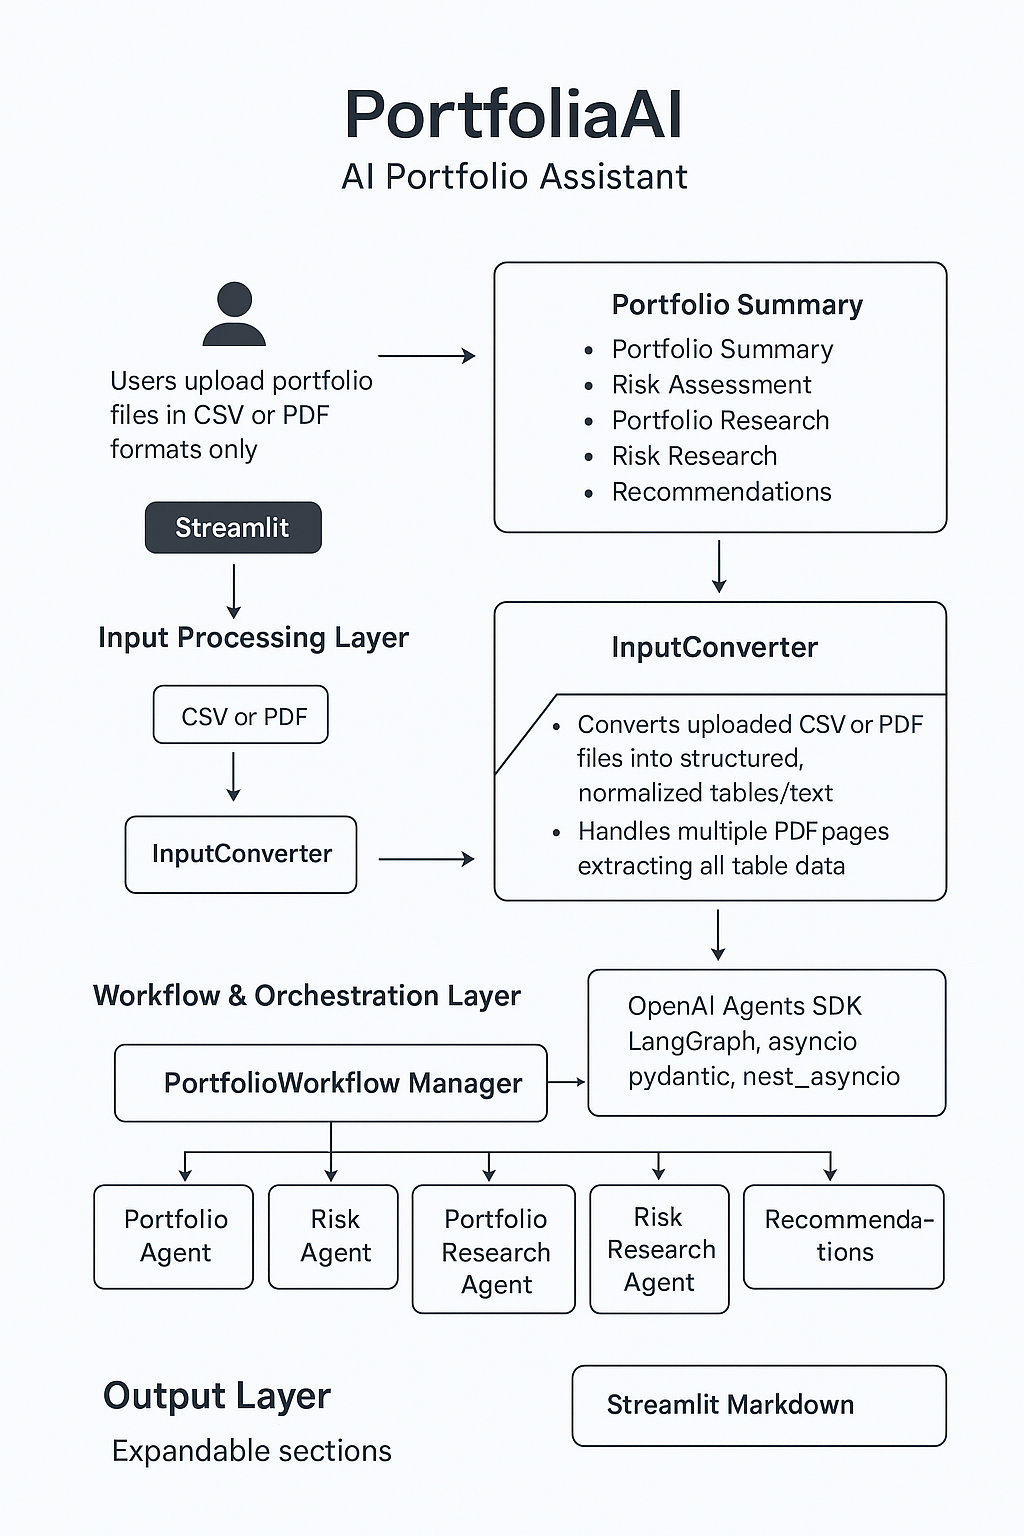 PortfoliaAI
AI Portfolio Assistant
Users upload portfolio
files in CSV or PDF
formats only
Portfolio Summary
• Portfolio Summary
• Risk Assessment
• Portfolio Research
• Risk Research
• Recommendations
Streamlit
Input Processing Layer
CSV or PDF
InputConverter
InputConverter
• Converts uploaded CSV or PDF
files into structured,
normalized tables/text
• Handles multiple PDF pages
extracting all table data
Workflow & Orchestration Layer
PortfolioWorkflow Manager
OpenAI Agents SDK
LangGraph, asyncio
pydantic, nest_asyncio
Portfolio
Agent
Risk
Agent
Portfolio
Research
Agent
Risk
Research
Agent
Recommenda-
tions
Output Layer
Expandable sections
Streamlit Markdown